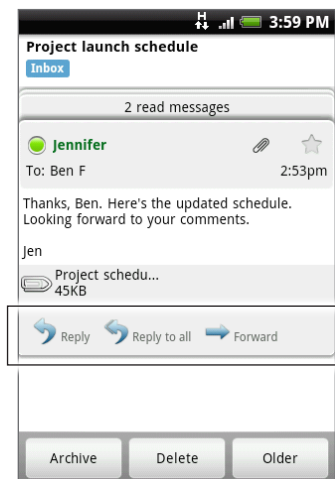 H 3:59 PM
Project launch schedule
Inbox
2 read messages
Jennifer
To: Ben F 2:53pm
Thanks, Ben. Here's the updated schedule.
Looking forward to your comments.
Jen
Project schedu...
45KB
Reply Reply to all Forward
Archive Delete Older